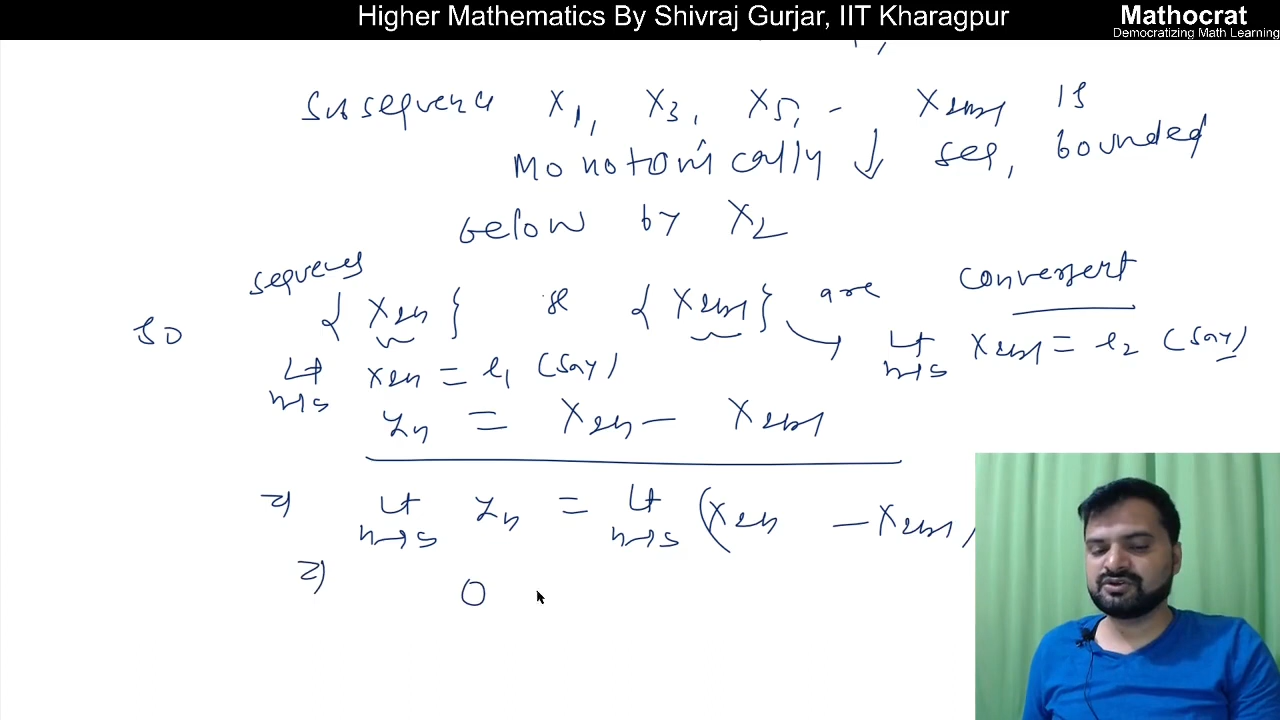 Higher Mathematics By Shivraj Gurjar, IIT Kharagpur
Mathocrat
Democratizing Math Learning
Subsequence x₁, x₃, x₅, - x₂ₙ₊₁ is
Monotonically ↓ seq, bounded
below by x₂
sequences
so {x₂ₙ} & {x₂ₙ₊₁} are convergent
Lt n→∞ x₂ₙ = l₁ (say) Lt n→∞ x₂ₙ₊₁ = l₂ (say)
zₙ = x₂ₙ - x₂ₙ₊₁
⇒ Lt n→∞ zₙ = Lt n→∞ (x₂ₙ - x₂ₙ₊₁)
⇒ 0